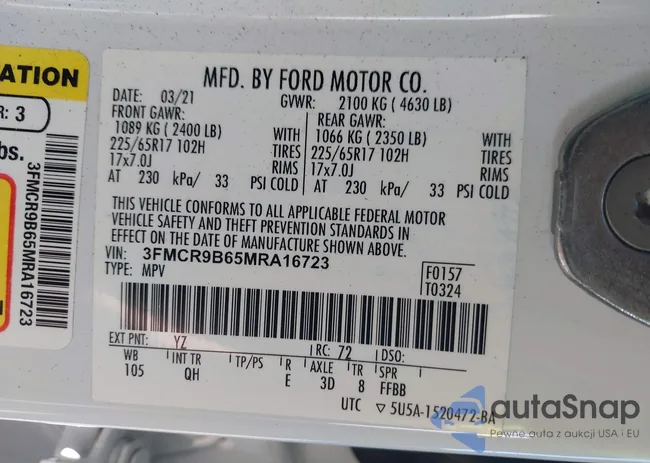 ATION
R: 3
bs.
3FMCR9B65MRA16723
MFD. BY FORD MOTOR CO.
DATE: 03/21 GVWR: 2100 KG ( 4630 LB)
FRONT GAWR: REAR GAWR:
1089 KG ( 2400 LB) WITH 1066 KG ( 2350 LB) WITH
225/65R17 102H TIRES 225/65R17 102H TIRES
17x7.0J RIMS 17x7.0J RIMS
AT 230 kPa/ 33 PSI COLD AT 230 kPa/ 33 PSI COLD
THIS VEHICLE CONFORMS TO ALL APPLICABLE FEDERAL MOTOR
VEHICLE SAFETY AND THEFT PREVENTION STANDARDS IN
EFFECT ON THE DATE OF MANUFACTURE SHOWN ABOVE.
VIN: 3FMCR9B65MRA16723
TYPE: MPV
F0157
T0324
EXT PNT: YZ RC: 72 DSO:
WB INT TR TP/PS R AXLE TR SPR
105 QH E 3D 8 FFBB
UTC ▽ 5U5A-1520472-BA
autaSnap
Pewne auta z aukcji USA i EU